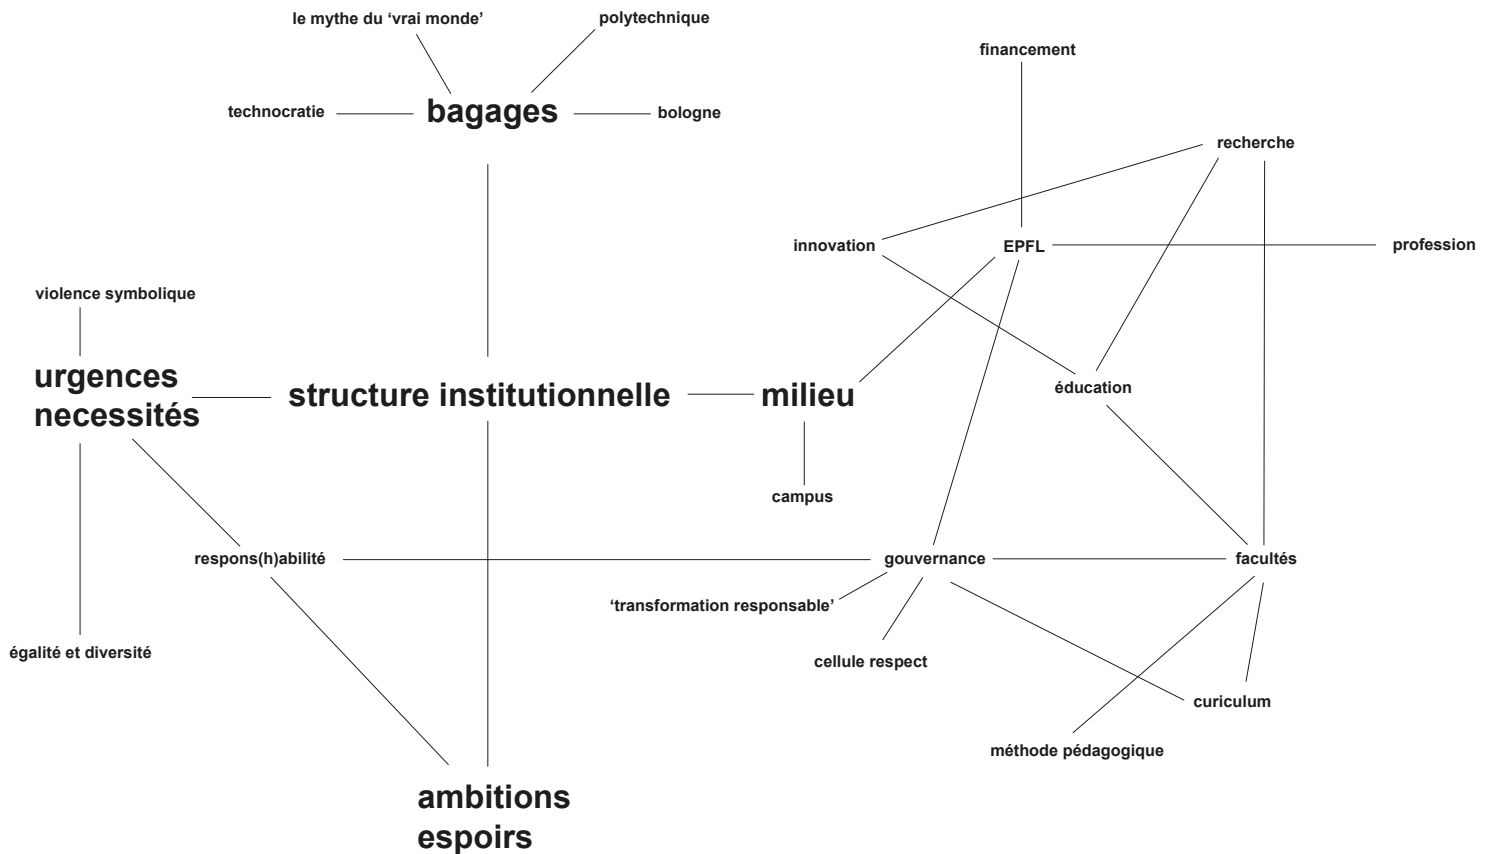 le mythe du ‘vrai monde’
polytechnique
financement
technocratie
bagages
bologne
recherche
innovation
EPFL
profession
violence symbolique
urgences
necessités
structure institutionnelle
milieu
éducation
campus
respons(h)abilité
gouvernance
facultés
‘transformation responsable’
égalité et diversité
cellule respect
curiculum
méthode pédagogique
ambitions
espoirs